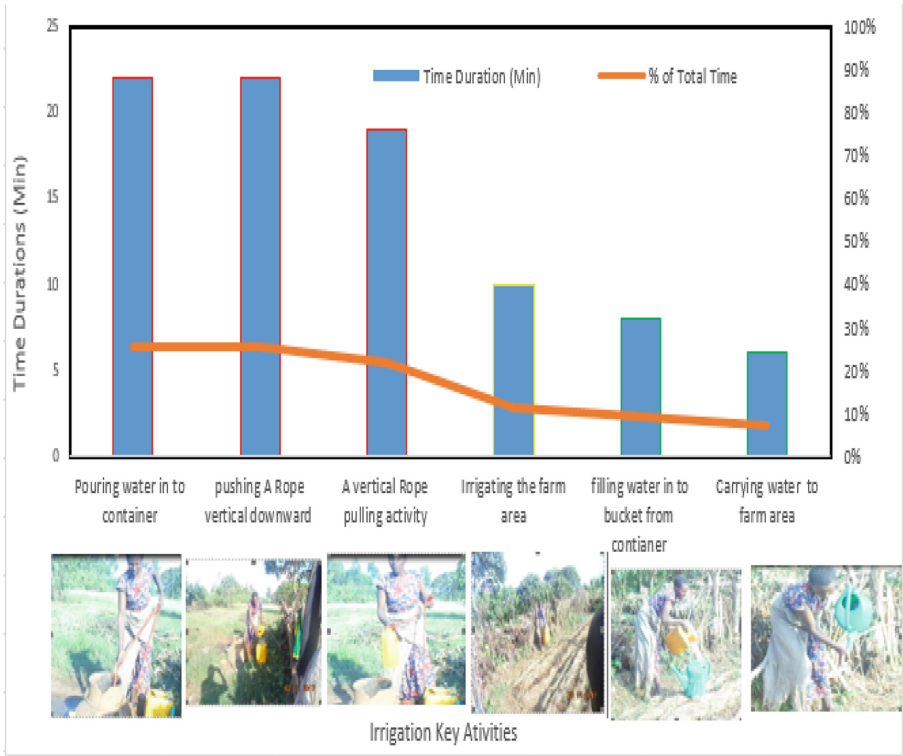 25
20
15
10
5
0
Time Durations (Min)
Time Duration (Min)
% of Total Time
100%
90%
80%
70%
60%
50%
40%
30%
20%
10%
0%
Pouring water in to
container
pushing A Rope
vertical downward
A vertical Rope
pulling activity
Irrigating the farm
area
filling water in to
bucket from
contianer
Carrying water to
farm area
Irrigation Key Ativities